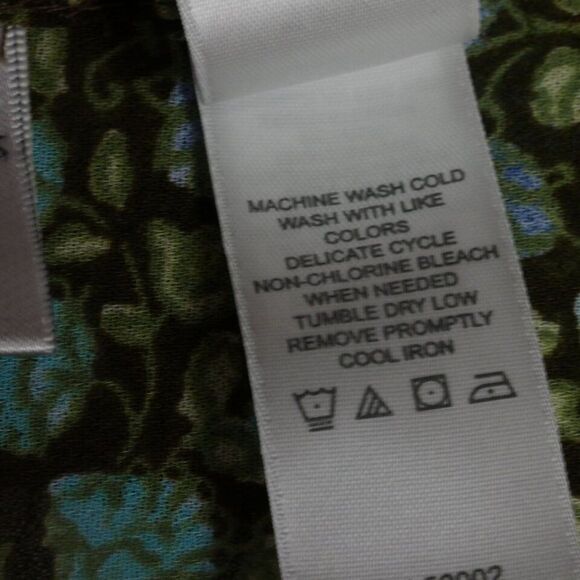 MACHINE WASH COLD
WASH WITH LIKE
COLORS
DELICATE CYCLE
NON-CHLORINE BLEACH
WHEN NEEDED
TUMBLE DRY LOW
REMOVE PROMPTLY
COOL IRON